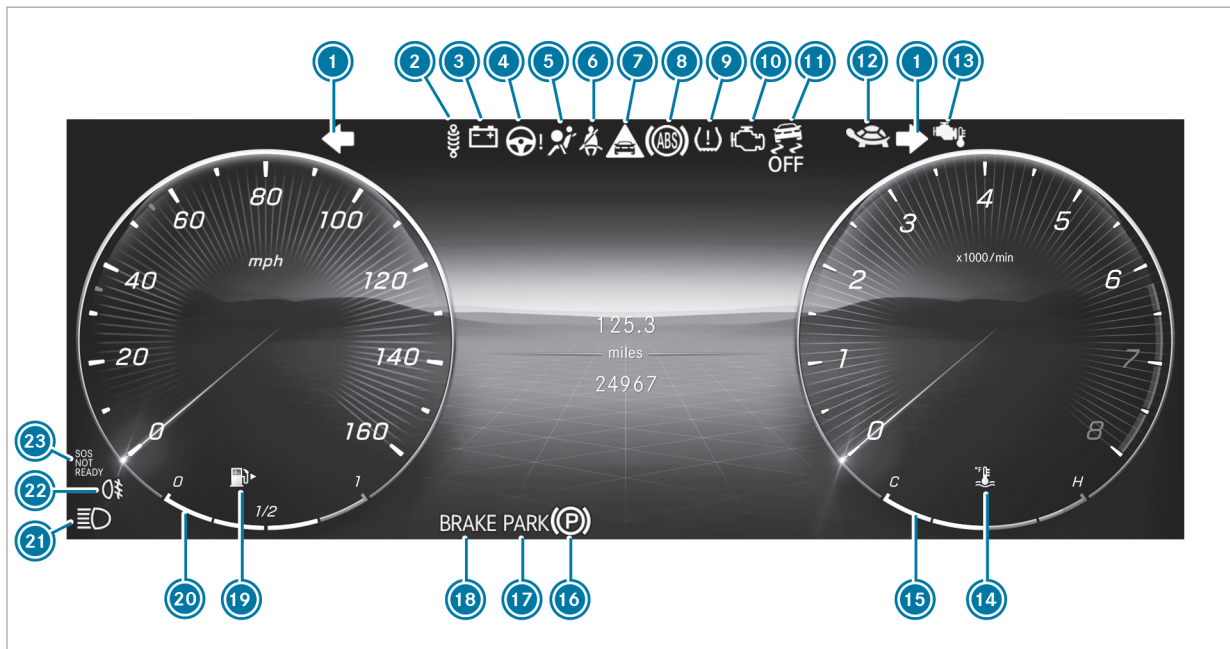 1 2 3 4 5 6 7 8 9 10 11 12 1 13
ABS
OFF
0 20 40 60 80 100 120 140 160
mph
125.3
miles
24967
0 1 2 3 4 5 6 7 8
x1000/min
SOS
NOT
READY
0 1/2 1
BRAKE PARK (P)
C °F H
23
22
21
20 19 18 17 16 15 14